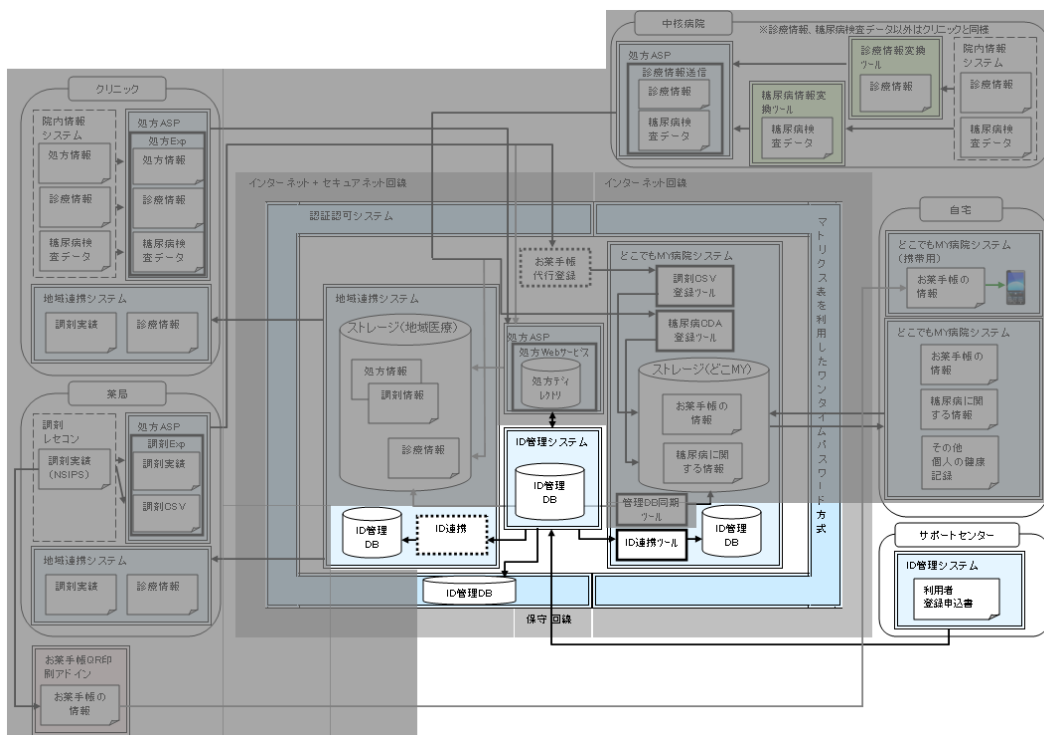 中核病院
※診療情報、糖尿病検査データ以外はクリニックと同様
処方ASP
診療情報送信
診療情報
糖尿病検
査データ
診療情報変換
ツール
診療情報
糖尿病情報変
換ツール
糖尿病検
査データ
院内情報
システム
診療情報
糖尿病検
査データ
クリニック
院内情報
システム
処方情報
診療情報
糖尿病検
査データ
処方ASP
処方Exp
処方情報
診療情報
糖尿病検
査データ
地域連携システム
調剤実績
診療情報
薬局
調剤
レセコン
調剤実績
(NSIPS)
処方ASP
調剤Exp
調剤実績
調剤CSV
地域連携システム
調剤実績
診療情報
お薬手帳QR印
刷アドイン
お薬手帳の
情報
インターネット+セキュアネット回線
インターネット回線
認証認可システム
マトリクス表を利用したワンタイムパスワード方式
お薬手帳
代行登録
地域連携システム
ストレージ(地域医療)
処方情報
調剤情報
診療情報
ID管理
DB
ID連携
処方ASP
処方Webサービス
処方ディ
レクトリ
ID管理システム
ID管理
DB
どこでもMY病院システム
調剤CSV
登録ツール
糖尿病CDA
登録ツール
ストレージ(どこMY)
お薬手帳の
情報
糖尿病に関
する情報
管理DB同期
ツール
ID連携ツール
ID管理
DB
ID管理DB
保守回線
自宅
どこでもMY病院システム
(携帯用)
お薬手帳の
情報
どこでもMY病院システム
お薬手帳の
情報
糖尿病に関
する情報
その他
個人の健康
記録
サポートセンター
ID管理システム
利用者
登録申込書